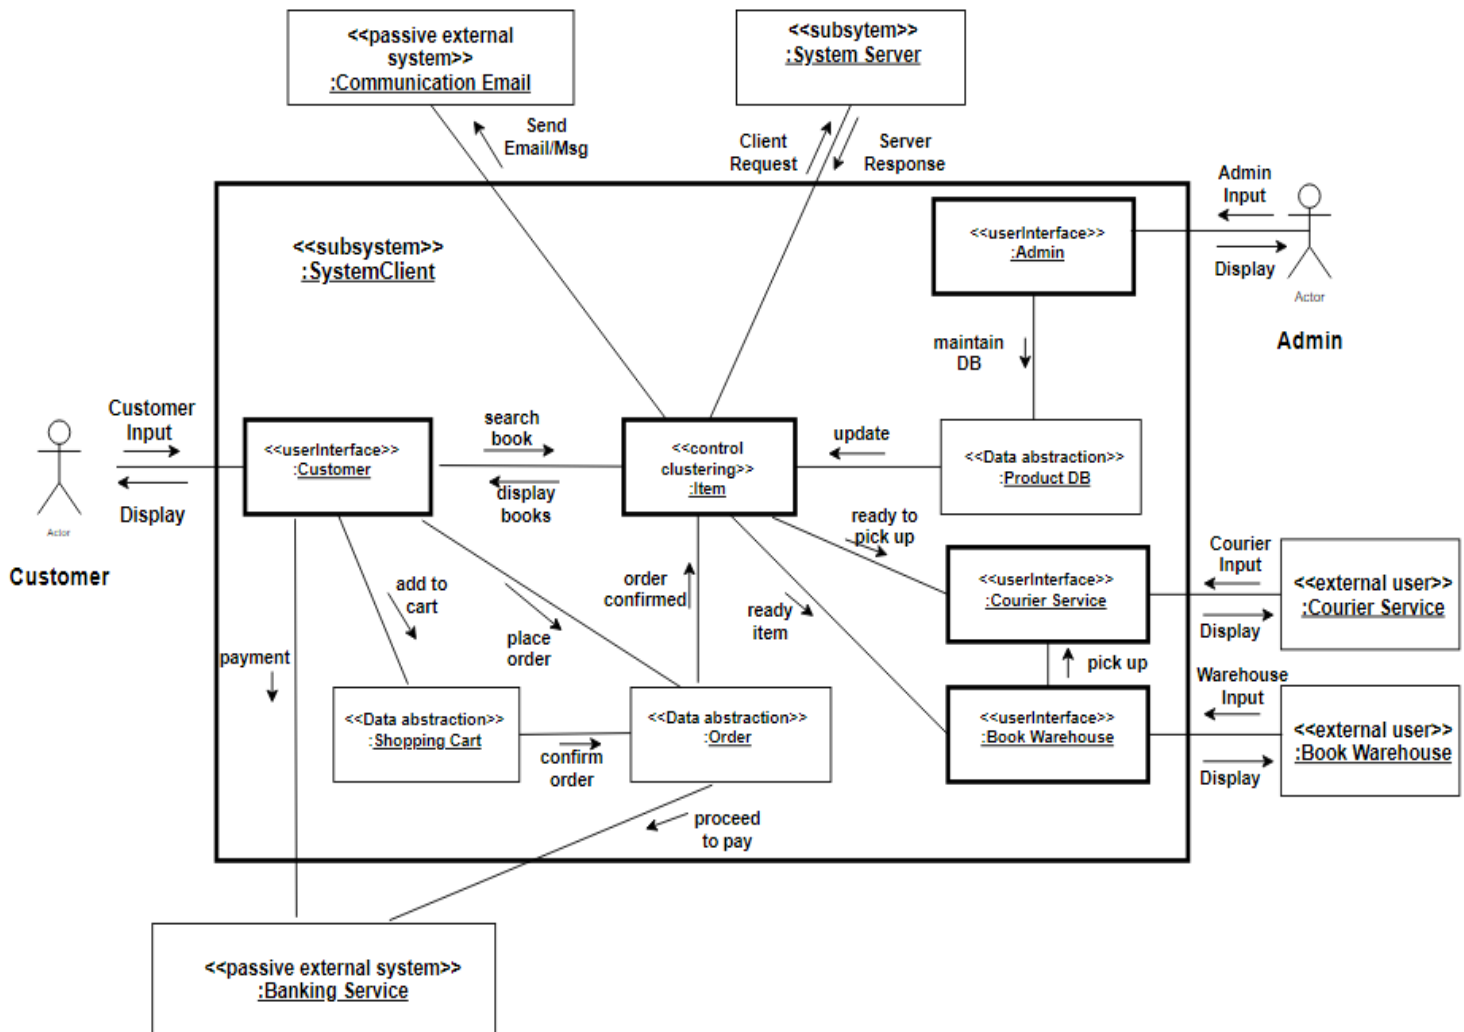 <<passive external
system>>
:Communication Email
<<subsytem>>
:System Server
Send
Email/Msg
Client
Request
Server
Response
Admin
Input
Display
Actor
Admin
<<subsystem>>
:SystemClient
<<userInterface>>
:Admin
maintain
DB
Customer
Input
Display
Actor
Customer
<<userInterface>>
:Customer
search
book
display
books
<<control
clustering>>
:Item
update
<<Data abstraction>>
:Product DB
ready to
pick up
<<userInterface>>
:Courier Service
Courier
Input
Display
<<external user>>
:Courier Service
add to
cart
place
order
order
confirmed
ready
item
pick up
payment
<<Data abstraction>>
:Shopping Cart
confirm
order
<<Data abstraction>>
:Order
<<userInterface>>
:Book Warehouse
Warehouse
Input
Display
<<external user>>
:Book Warehouse
proceed
to pay
<<passive external system>>
:Banking Service